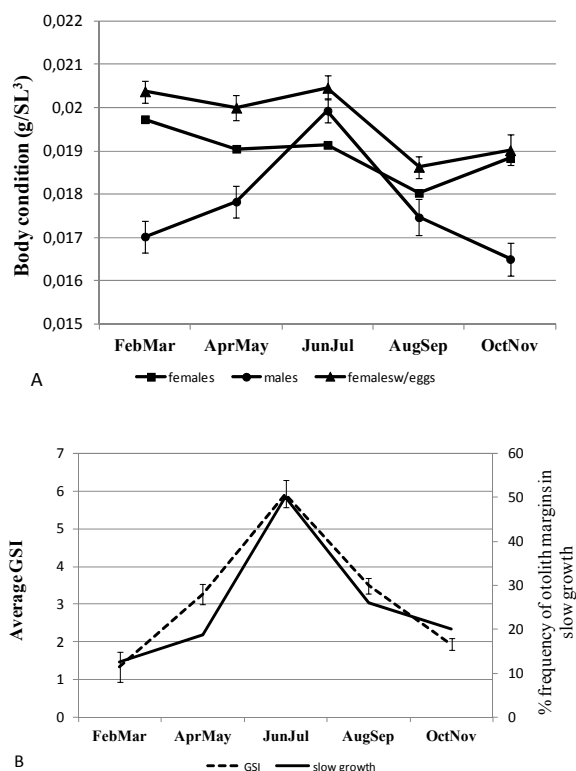 0,022
0,021
0,02
0,019
0,018
0,017
0,016
0,015
Body condition (g/SL³)
FebMar AprMay JunJul AugSep OctNov
A
females males femalesw/eggs
7
6
5
4
3
2
1
0
Average GSI
60
50
40
30
20
10
0
% frequency of otolith margins in
slow growth
FebMar AprMay JunJul AugSep OctNov
B
GSI slow growth